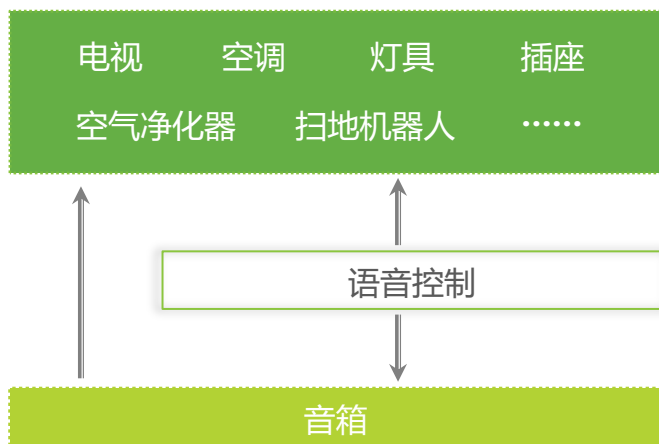 电视 空调 灯具 插座
空气净化器 扫地机器人 ……
语音控制
音箱